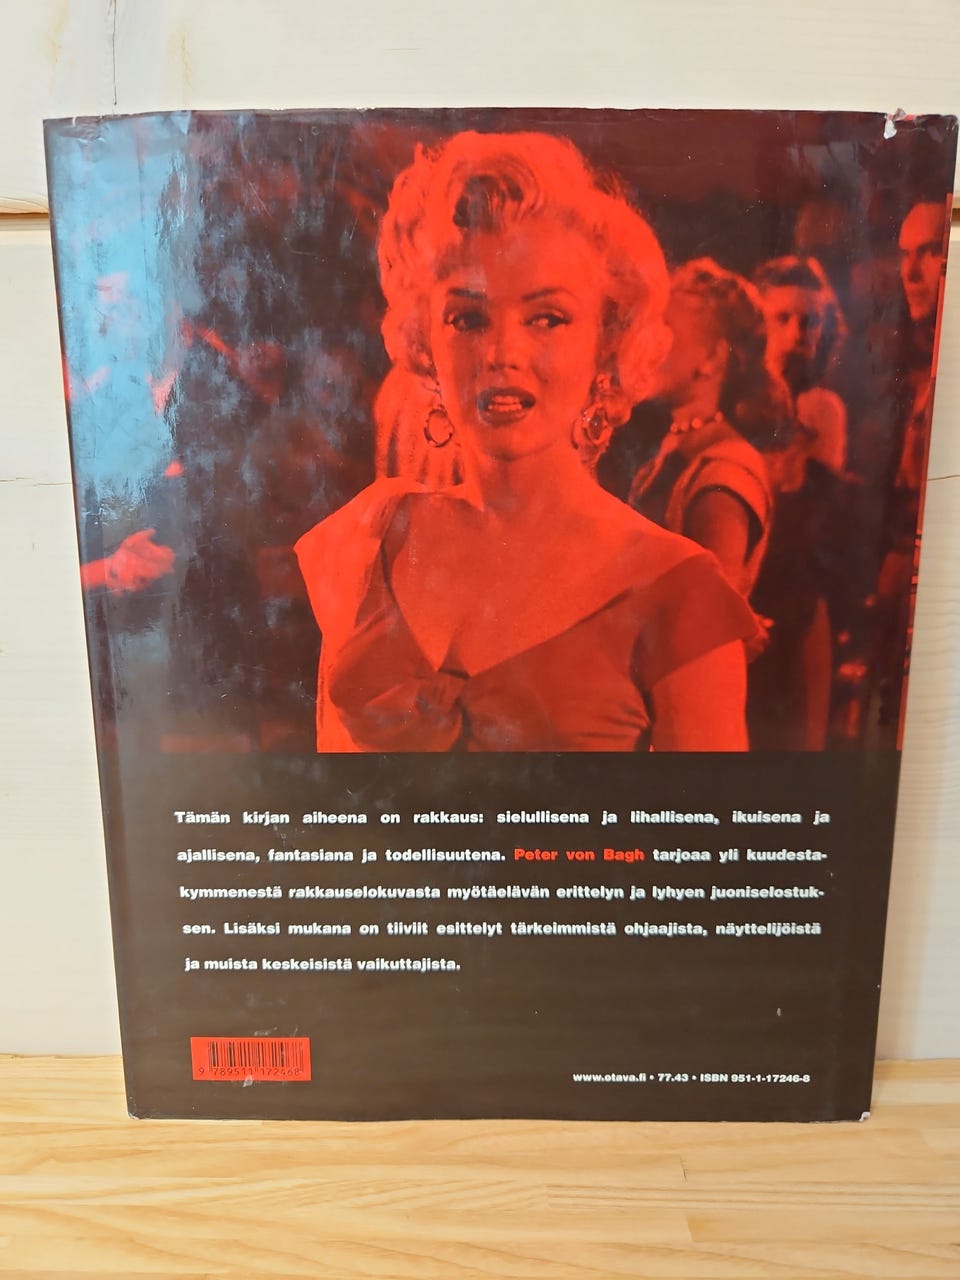 Tämän kirjan aiheena on rakkaus: sielullisena ja lihallisena, ikuisena ja
ajallisena, fantasiana ja todellisuutena. Peter von Bagh tarjoaa yli kuudesta-
kymmenestä rakkauselokuvasta myötäelävän erittelyn ja lyhyen juoniselostuk-
sen. Lisäksi mukana on tiiviit esittelyt tärkeimmistä ohjaajista, näyttelijöistä
ja muista keskeisistä vaikuttajista.
9 789511 172468
www.otava.fi • 77.43 • ISBN 951-1-17246-8